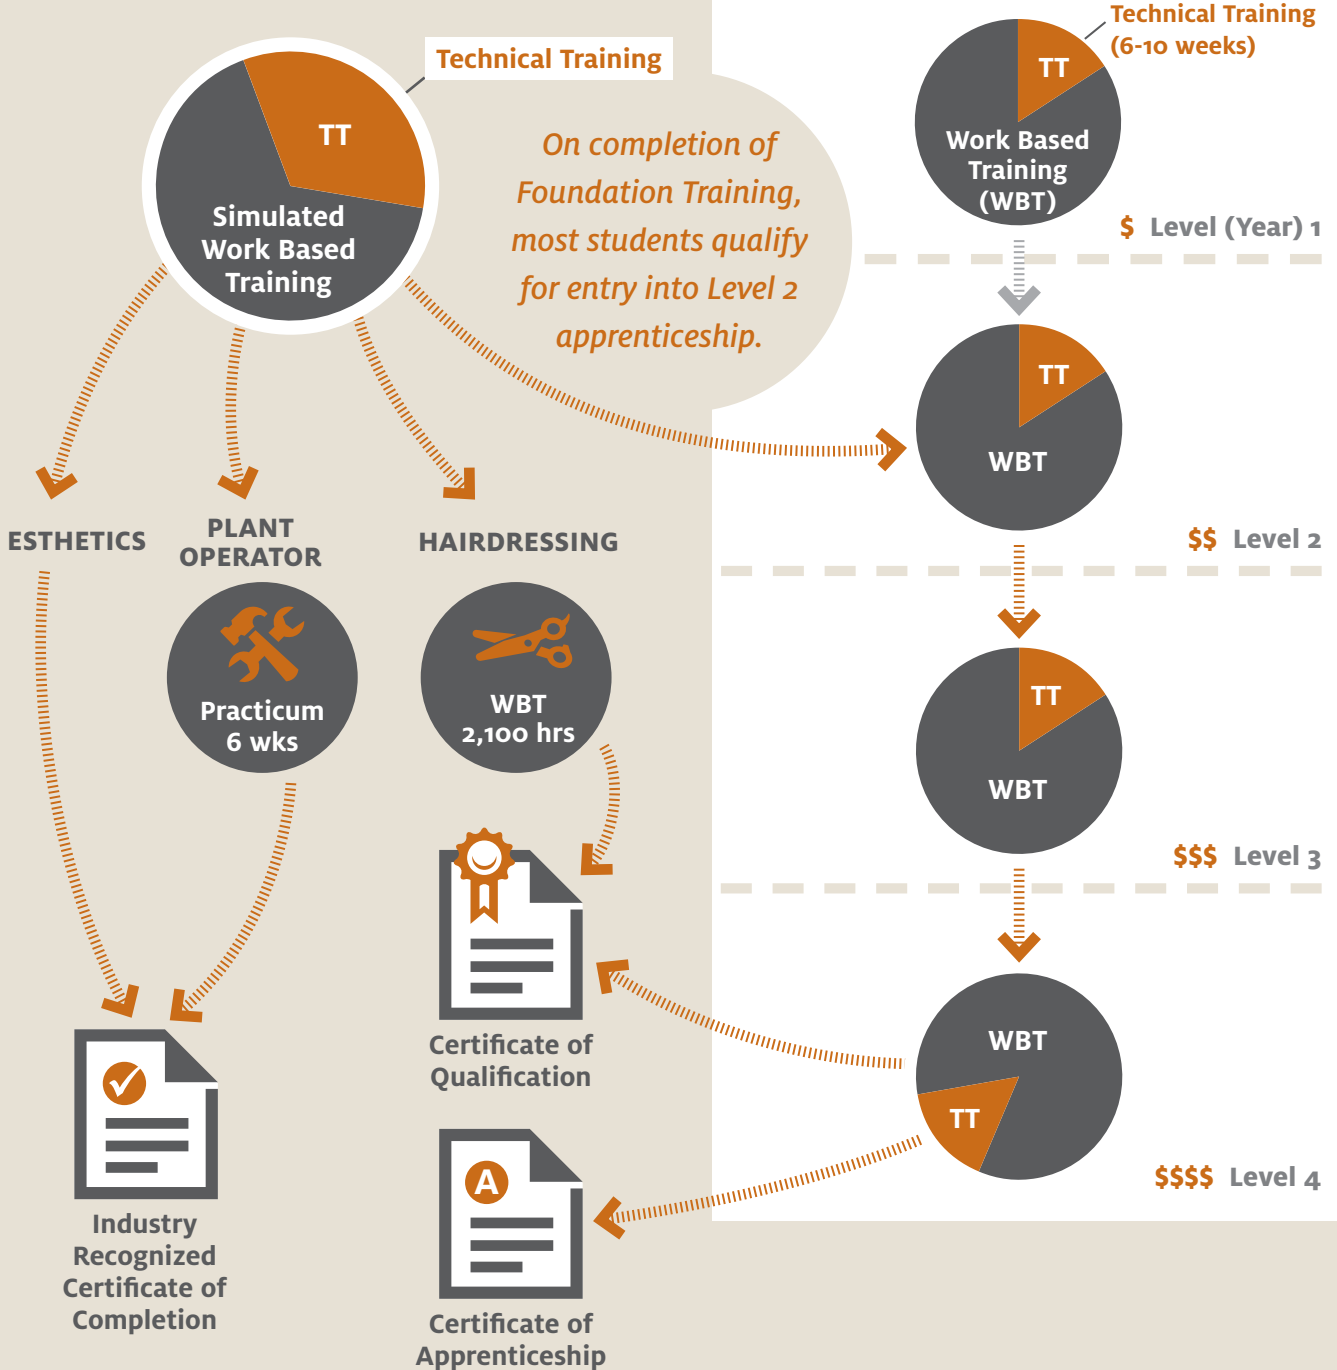 Technical Training
TT
Simulated
Work Based
Training
On completion of
Foundation Training,
most students qualify
for entry into Level 2
apprenticeship.
Technical Training
(6-10 weeks)
TT
Work Based
Training
(WBT)
$ Level (Year) 1
TT
WBT
$$ Level 2
TT
WBT
$$$ Level 3
WBT
TT
$$$$ Level 4
ESTHETICS
PLANT
OPERATOR
Practicum
6 wks
HAIRDRESSING
WBT
2,100 hrs
Certificate of
Qualification
A
Certificate of
Apprenticeship
Industry
Recognized
Certificate of
Completion